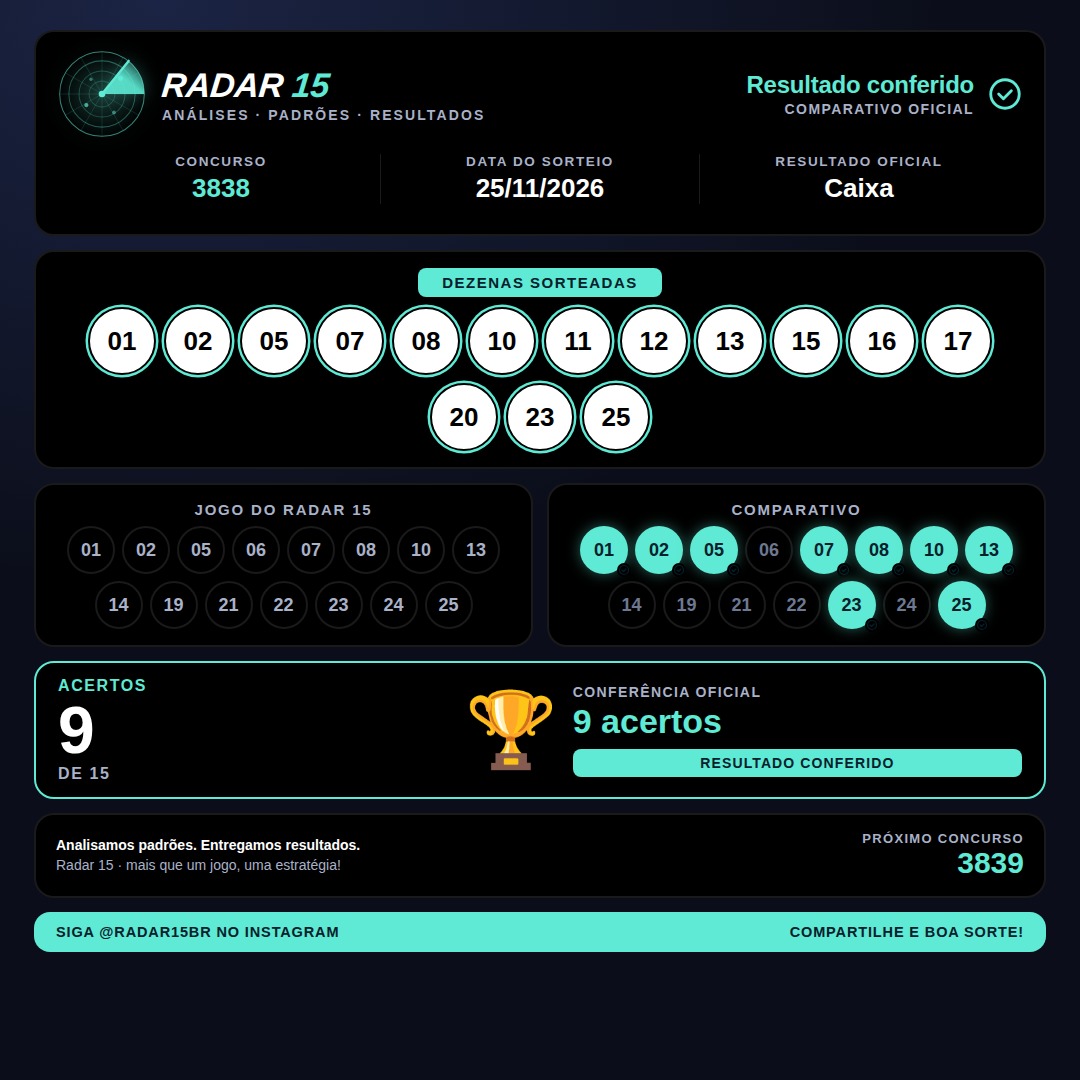 RADAR 15
ANÁLISES · PADRÕES · RESULTADOS
Resultado conferido
COMPARATIVO OFICIAL
CONCURSO
3838
DATA DO SORTEIO
25/11/2026
RESULTADO OFICIAL
Caixa
DEZENAS SORTEADAS
01 02 05 07 08 10 11 12 13 15 16 17
20 23 25
JOGO DO RADAR 15
01 02 05 06 07 08 10 13
14 19 21 22 23 24 25
COMPARATIVO
01 02 05 06 07 08 10 13
14 19 21 22 23 24 25
ACERTOS
9
DE 15
CONFERÊNCIA OFICIAL
9 acertos
RESULTADO CONFERIDO
Analisamos padrões. Entregamos resultados.
Radar 15 · mais que um jogo, uma estratégia!
PRÓXIMO CONCURSO
3839
SIGA @RADAR15BR NO INSTAGRAM
COMPARTILHE E BOA SORTE!